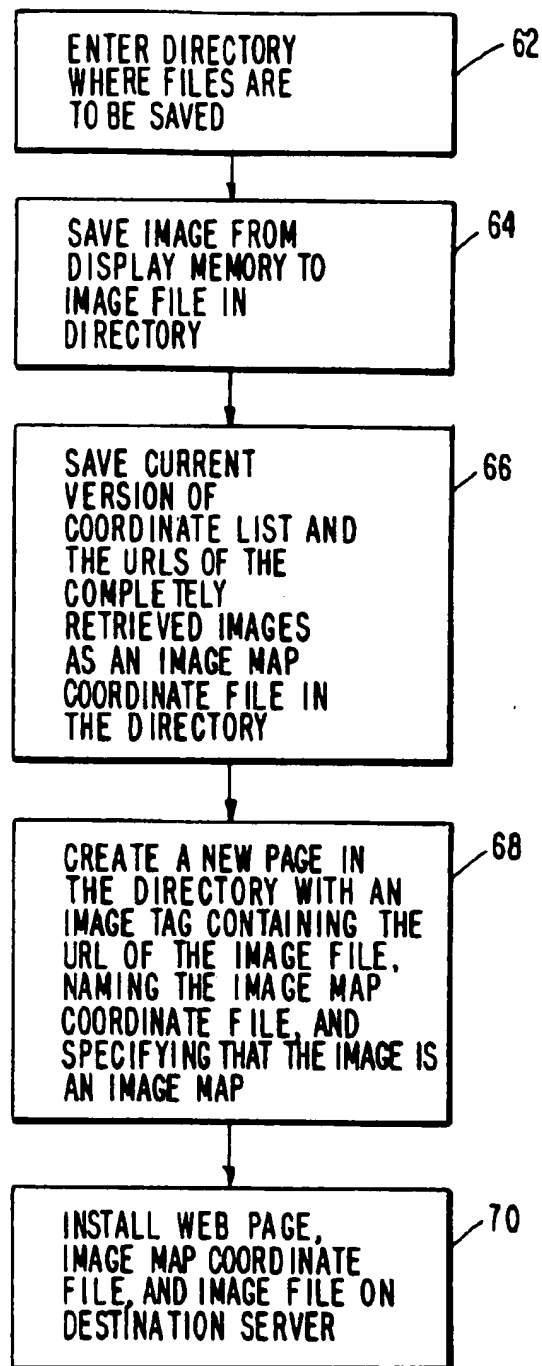 ENTER DIRECTORY
WHERE FILES ARE
TO BE SAVED
62
SAVE IMAGE FROM
DISPLAY MEMORY TO
IMAGE FILE IN
DIRECTORY
64
SAVE CURRENT
VERSION OF
COORDINATE LIST AND
THE URLS OF THE
COMPLETELY
RETRIEVED IMAGES
AS AN IMAGE MAP
COORDINATE FILE IN
THE DIRECTORY
66
CREATE A NEW PAGE IN
THE DIRECTORY WITH AN
IMAGE TAG CONTAINING THE
URL OF THE IMAGE FILE,
NAMING THE IMAGE MAP
COORDINATE FILE, AND
SPECIFYING THAT THE IMAGE IS
AN IMAGE MAP
68
INSTALL WEB PAGE,
IMAGE MAP COORDINATE
FILE, AND IMAGE FILE ON
DESTINATION SERVER
70